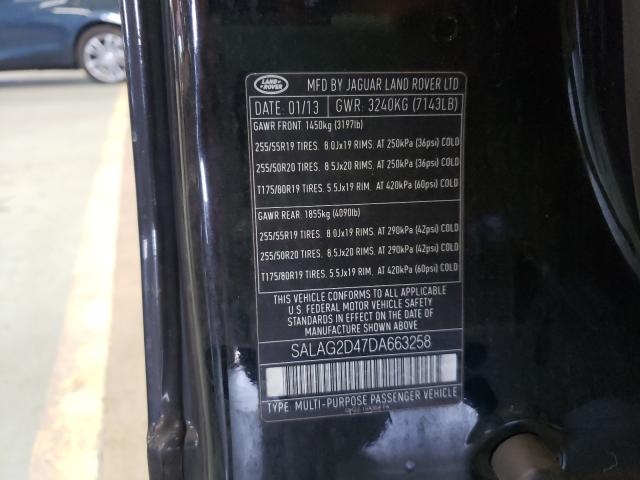 LAND ROVER
MFD BY JAGUAR LAND ROVER LTD
DATE 01/13 GWR: 3240KG (7143LB)
GAWR FRONT 1450kg (3197lb)
255/55R19 TIRES. 8.0Jx19 RIMS. AT 250kPa (36psi) COLD
255/50R20 TIRES. 8.5Jx20 RIMS. AT 250kPa (36psi) COLD
T175/80R19 TIRES. 5.5Jx19 RIM. AT 420kPa (60psi) COLD
GAWR REAR 1855kg (4090lb)
255/55R19 TIRES. 8.0Jx19 RIMS. AT 290kPa (42psi) COLD
255/50R20 TIRES. 8.5Jx20 RIMS. AT 290kPa (42psi) COLD
T175/80R19 TIRES. 5.5Jx19 RIM. AT 420kPa (60psi) COLD
THIS VEHICLE CONFORMS TO ALL APPLICABLE
U.S. FEDERAL MOTOR VEHICLE SAFETY
STANDARDS IN EFFECT ON THE DATE
OF MANUFACTURE SHOWN ABOVE
SALAG2D47DA663258
TYPE: MULTI-PURPOSE PASSENGER VEHICLE